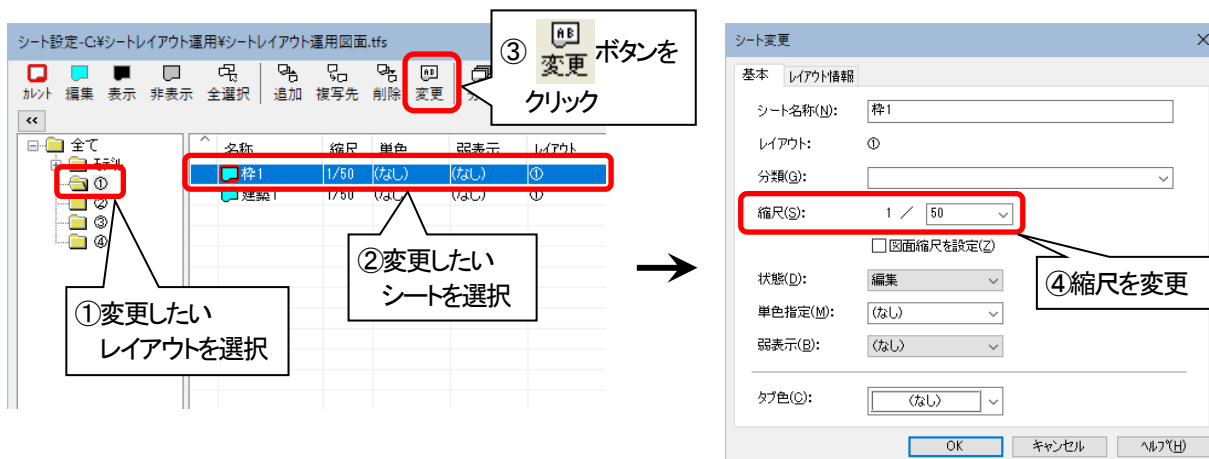 シート設定-C:¥シートレイアウト運用¥シートレイアウト運用図面.tfs
カレント 編集 表示 非表示 全選択 追加 複写先 削除 変更
<<
全て
モデル
①
②
③
④
名称 縮尺 単色 弱表示 レイアウト
枠1 1/50 (なし) (なし) ①
建築1 1/50 (なし) (なし) ①
①変更したい
レイアウトを選択
②変更したい
シートを選択
③ AB 変更 ボタンを
クリック
シート変更
基本 レイアウト情報
シート名称(N): 枠1
レイアウト: ①
分類(G):
縮尺(S): 1 / 50
図面縮尺を設定(Z)
状態(D): 編集
単色指定(M): (なし)
弱表示(B): (なし)
タブ色(C): (なし)
④縮尺を変更
OK キャンセル ヘルプ(H)